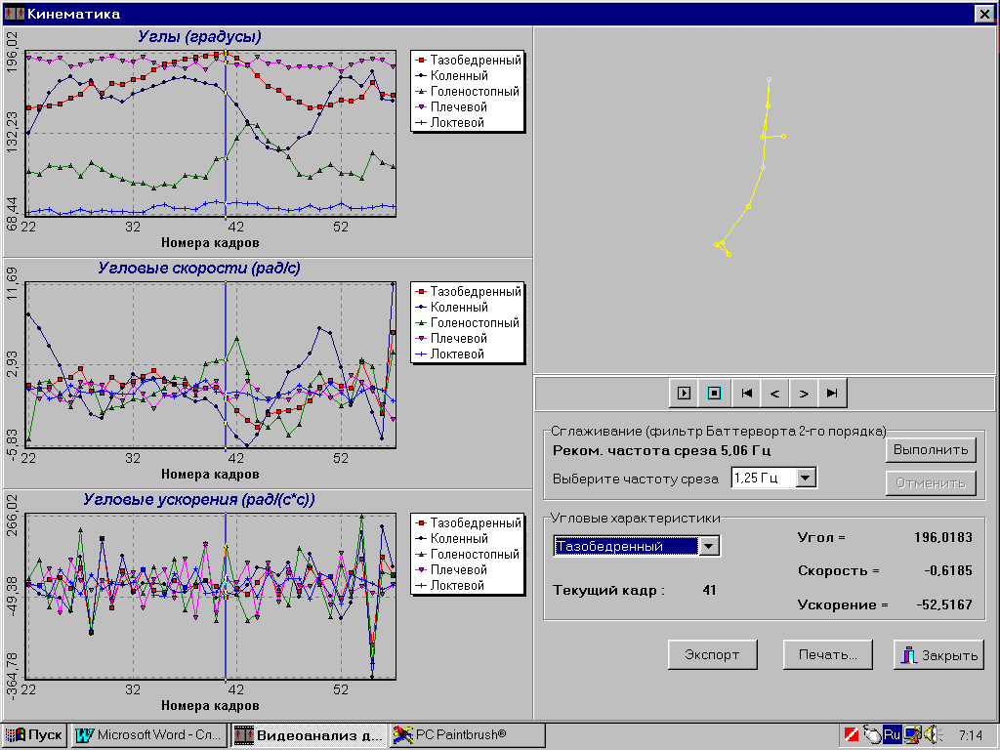 Кинематика
Углы (градусы)
196,02
132,23
68,44
22 32 42 52
Номера кадров
Тазобедренный
Коленный
Голеностопный
Плечевой
Локтевой
Угловые скорости (рад/с)
11,69
2,93
-5,83
22 32 42 52
Номера кадров
Тазобедренный
Коленный
Голеностопный
Плечевой
Локтевой
Угловые ускорения (рад/(с*с))
266,02
-49,38
-364,78
22 32 42 52
Номера кадров
Тазобедренный
Коленный
Голеностопный
Плечевой
Локтевой
Сглаживание (фильтр Баттерворта 2-го порядка)
Реком. частота среза 5,06 Гц
Выполнить
Выберите частоту среза 1,25 Гц
Отменить
Угловые характеристики
Тазобедренный
Угол = 196,0183
Скорость = -0,6185
Текущий кадр : 41
Ускорение = -52,5167
Экспорт
Печать...
Закрыть
Пуск
Microsoft Word - Сл...
Видеоанализ д...
PC Paintbrush®
Ru
7:14